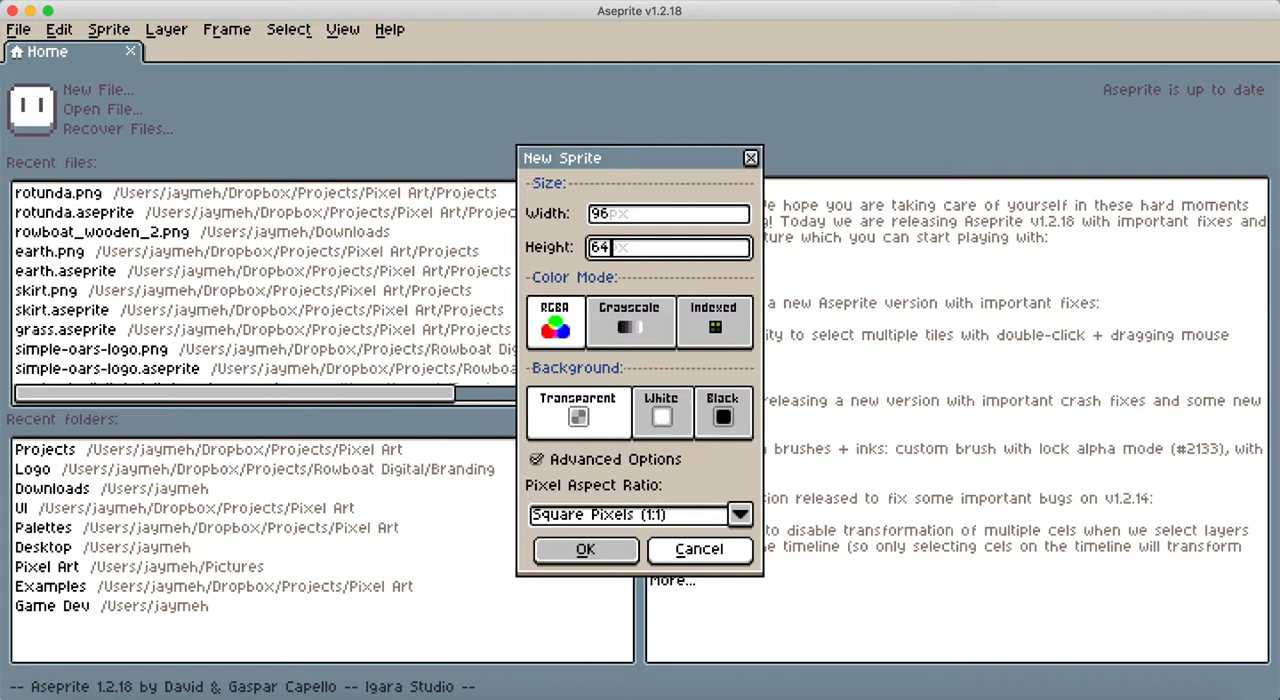 Aseprite v1.2.18
File Edit Sprite Layer Frame Select View Help
Home
New File...
Open File...
Recover Files...
Aseprite is up to date
Recent files:
rotunda.png /Users/jaymeh/Dropbox/Projects/Pixel Art/Projects
rotunda.aseprite /Users/jaymeh/Dropbox/Projects/Pixel Art/Projec
rowboat_wooden_2.png /Users/jaymeh/Downloads
earth.png /Users/jaymeh/Dropbox/Projects/Pixel Art/Projects
earth.aseprite /Users/jaymeh/Dropbox/Projects/Pixel Art/Projects
skirt.png /Users/jaymeh/Dropbox/Projects/Pixel Art/Projects
skirt.aseprite /Users/jaymeh/Dropbox/Projects/Pixel Art/Projects
grass.aseprite /Users/jaymeh/Dropbox/Projects/Pixel Art/Projects
simple-oars-logo.png /Users/jaymeh/Dropbox/Projects/Rowboat Dig
simple-oars-logo.aseprite /Users/jaymeh/Dropbox/Projects/Rowboa
Recent folders:
Projects /Users/jaymeh/Dropbox/Projects/Pixel Art
Logo /Users/jaymeh/Dropbox/Projects/Rowboat Digital/Branding
Downloads /Users/jaymeh
UI /Users/jaymeh/Dropbox/Projects/Pixel Art
Palettes /Users/jaymeh/Dropbox/Projects/Pixel Art
Desktop /Users/jaymeh
Pixel Art /Users/jaymeh/Pictures
Examples /Users/jaymeh/Dropbox/Projects/Pixel Art
Game Dev /Users/jaymeh
New Sprite
Size:
Width: 96px
Height: 64px
Color Mode:
RGBA Grayscale Indexed
Background:
Transparent White Black
Advanced Options
Pixel Aspect Ratio:
Square Pixels (1:1)
OK Cancel
e hope you are taking care of yourself in these hard moments
g! Today we are releasing Aseprite v1.2.18 with important fixes and
ture which you can start playing with:
a new Aseprite version with important fixes:
ity to select multiple tiles with double-click + dragging mouse
releasing a new version with important crash fixes and some new
brushes + inks: custom brush with lock alpha mode (#2133), with
sion released to fix some important bugs on v1.2.14:
to disable transformation of multiple cels when we select layers
he timeline (so only selecting cels on the timeline will transform
More...
-- Aseprite 1.2.18 by David & Gaspar Capello -- Igara Studio --